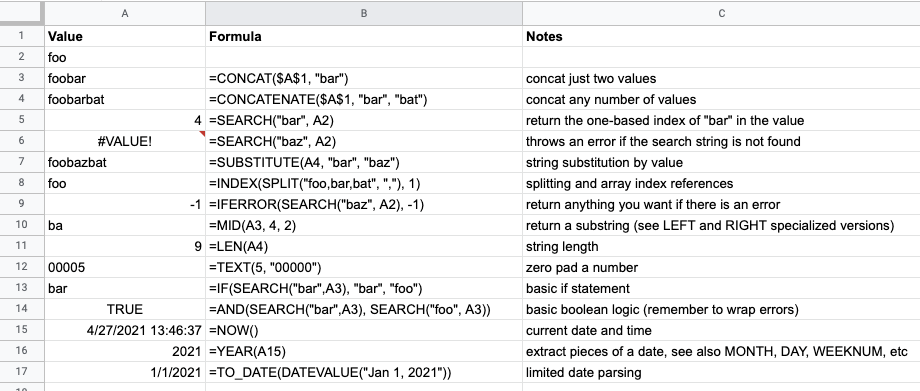 A B C
1 Value Formula Notes
2 foo
3 foobar =CONCAT($A$1, "bar") concat just two values
4 foobarbat =CONCATENATE($A$1, "bar", "bat") concat any number of values
5 4 =SEARCH("bar", A2) return the one-based index of "bar" in the value
6 #VALUE! =SEARCH("baz", A2) throws an error if the search string is not found
7 foobazbat =SUBSTITUTE(A4, "bar", "baz") string substitution by value
8 foo =INDEX(SPLIT("foo,bar,bat", ","), 1) splitting and array index references
9 -1 =IFERROR(SEARCH("baz", A2), -1) return anything you want if there is an error
10 ba =MID(A3, 4, 2) return a substring (see LEFT and RIGHT specialized versions)
11 9 =LEN(A4) string length
12 00005 =TEXT(5, "00000") zero pad a number
13 bar =IF(SEARCH("bar",A3), "bar", "foo") basic if statement
14 TRUE =AND(SEARCH("bar",A3), SEARCH("foo", A3)) basic boolean logic (remember to wrap errors)
15 4/27/2021 13:46:37 =NOW() current date and time
16 2021 =YEAR(A15) extract pieces of a date, see also MONTH, DAY, WEEKNUM, etc
17 1/1/2021 =TO_DATE(DATEVALUE("Jan 1, 2021")) limited date parsing